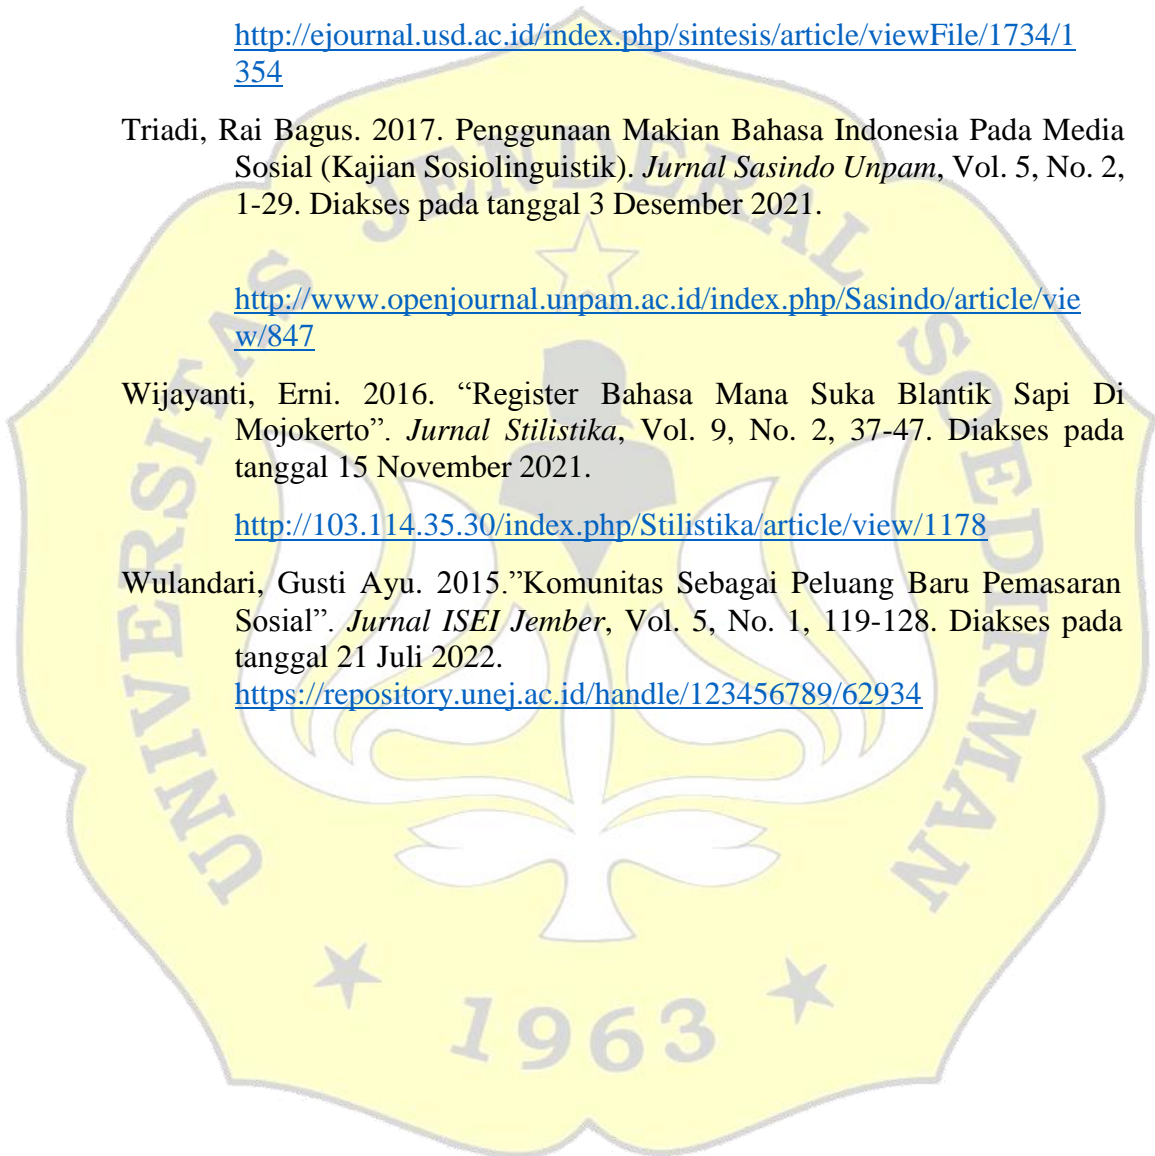 http://ejournal.usd.ac.id/index.php/sintesis/article/viewFile/1734/1
354
Triadi, Rai Bagus. 2017. Penggunaan Makian Bahasa Indonesia Pada Media
Sosial (Kajian Sosiolinguistik). Jurnal Sasindo Unpam, Vol. 5, No. 2,
1-29. Diakses pada tanggal 3 Desember 2021.
http://www.openjournal.unpam.ac.id/index.php/Sasindo/article/vie
w/847
Wijayanti, Erni. 2016. “Register Bahasa Mana Suka Blantik Sapi Di
Mojokerto”. Jurnal Stilistika, Vol. 9, No. 2, 37-47. Diakses pada
tanggal 15 November 2021.
http://103.114.35.30/index.php/Stilistika/article/view/1178
Wulandari, Gusti Ayu. 2015.”Komunitas Sebagai Peluang Baru Pemasaran
Sosial”. Jurnal ISEI Jember, Vol. 5, No. 1, 119-128. Diakses pada
tanggal 21 Juli 2022.
https://repository.unej.ac.id/handle/123456789/62934
UNIVERSITAS JENDERAL SOEDIRMAN
1963